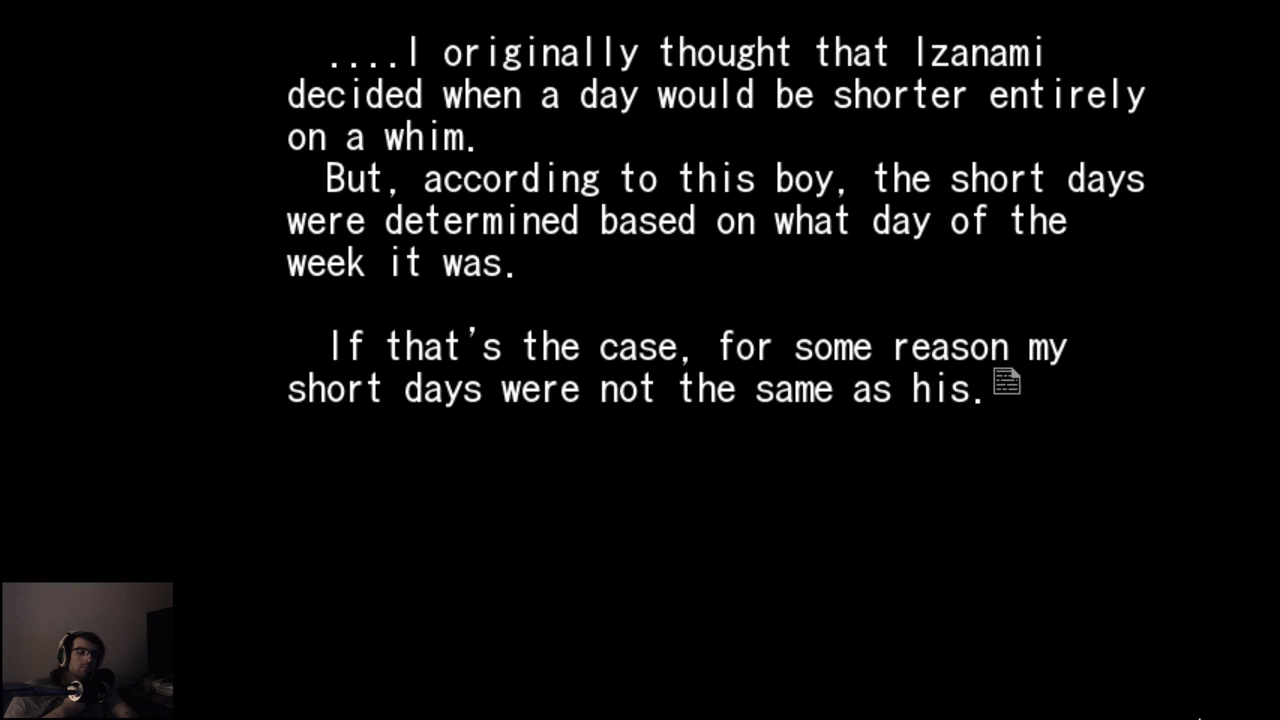 ....I originally thought that Izanami
decided when a day would be shorter entirely
on a whim.
But, according to this boy, the short days
were determined based on what day of the
week it was.
If that's the case, for some reason my
short days were not the same as his.